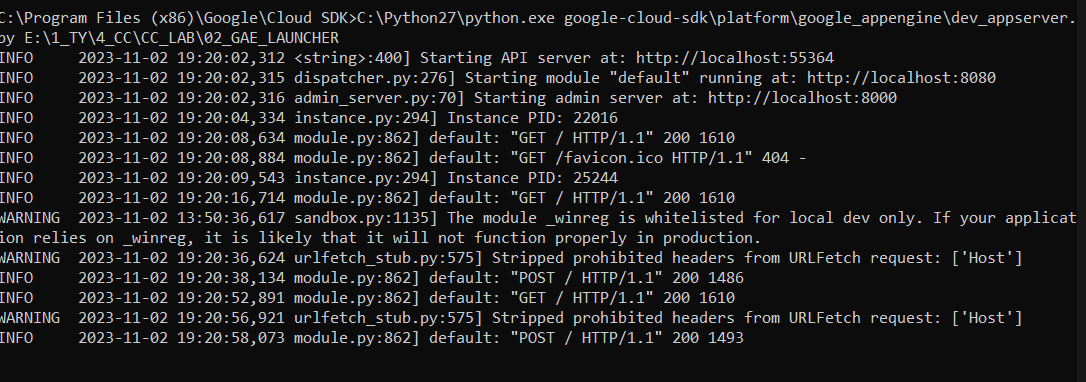 C:\Program Files (x86)\Google\Cloud SDK>C:\Python27\python.exe google-cloud-sdk\platform\google_appengine\dev_appserver.
py E:\1_TY\4_CC\CC_LAB\02_GAE_LAUNCHER
INFO     2023-11-02 19:20:02,312 <string>:400] Starting API server at: http://localhost:55364
INFO     2023-11-02 19:20:02,315 dispatcher.py:276] Starting module "default" running at: http://localhost:8080
INFO     2023-11-02 19:20:02,316 admin_server.py:70] Starting admin server at: http://localhost:8000
INFO     2023-11-02 19:20:04,334 instance.py:294] Instance PID: 22016
INFO     2023-11-02 19:20:08,634 module.py:862] default: "GET / HTTP/1.1" 200 1610
INFO     2023-11-02 19:20:08,884 module.py:862] default: "GET /favicon.ico HTTP/1.1" 404 -
INFO     2023-11-02 19:20:09,543 instance.py:294] Instance PID: 25244
INFO     2023-11-02 19:20:16,714 module.py:862] default: "GET / HTTP/1.1" 200 1610
WARNING  2023-11-02 13:50:36,617 sandbox.py:1135] The module _winreg is whitelisted for local dev only. If your applicat
ion relies on _winreg, it is likely that it will not function properly in production.
WARNING  2023-11-02 19:20:36,624 urlfetch_stub.py:575] Stripped prohibited headers from URLFetch request: ['Host']
INFO     2023-11-02 19:20:38,134 module.py:862] default: "POST / HTTP/1.1" 200 1486
INFO     2023-11-02 19:20:52,891 module.py:862] default: "GET / HTTP/1.1" 200 1610
WARNING  2023-11-02 19:20:56,921 urlfetch_stub.py:575] Stripped prohibited headers from URLFetch request: ['Host']
INFO     2023-11-02 19:20:58,073 module.py:862] default: "POST / HTTP/1.1" 200 1493